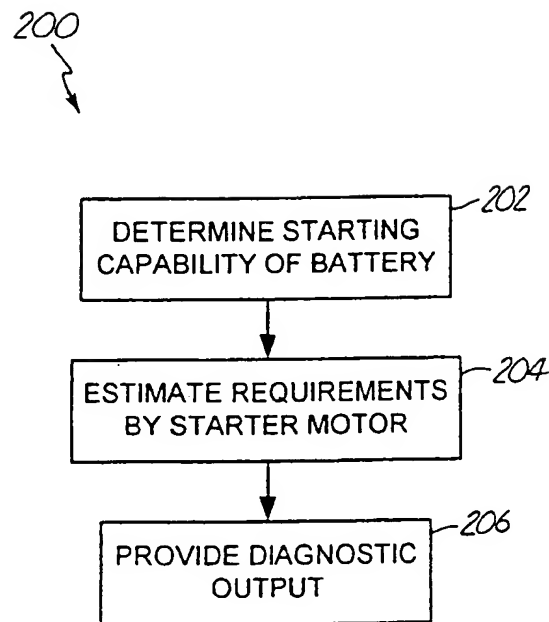 200
202
DETERMINE STARTING
CAPABILITY OF BATTERY
204
ESTIMATE REQUIREMENTS
BY STARTER MOTOR
206
PROVIDE DIAGNOSTIC
OUTPUT